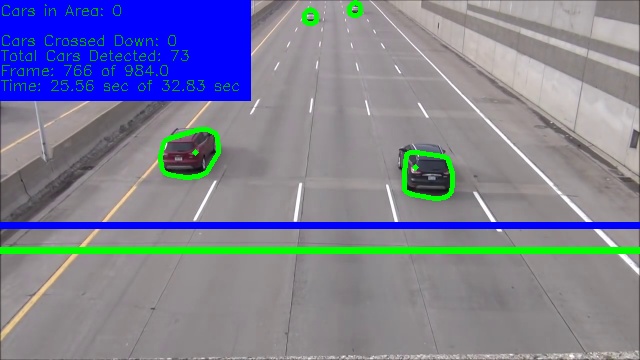 Cars in Area: 0
Cars Crossed Down: 0
Total Cars Detected: 73
Frame: 766 of 984.0
Time: 25.56 sec of 32.83 sec